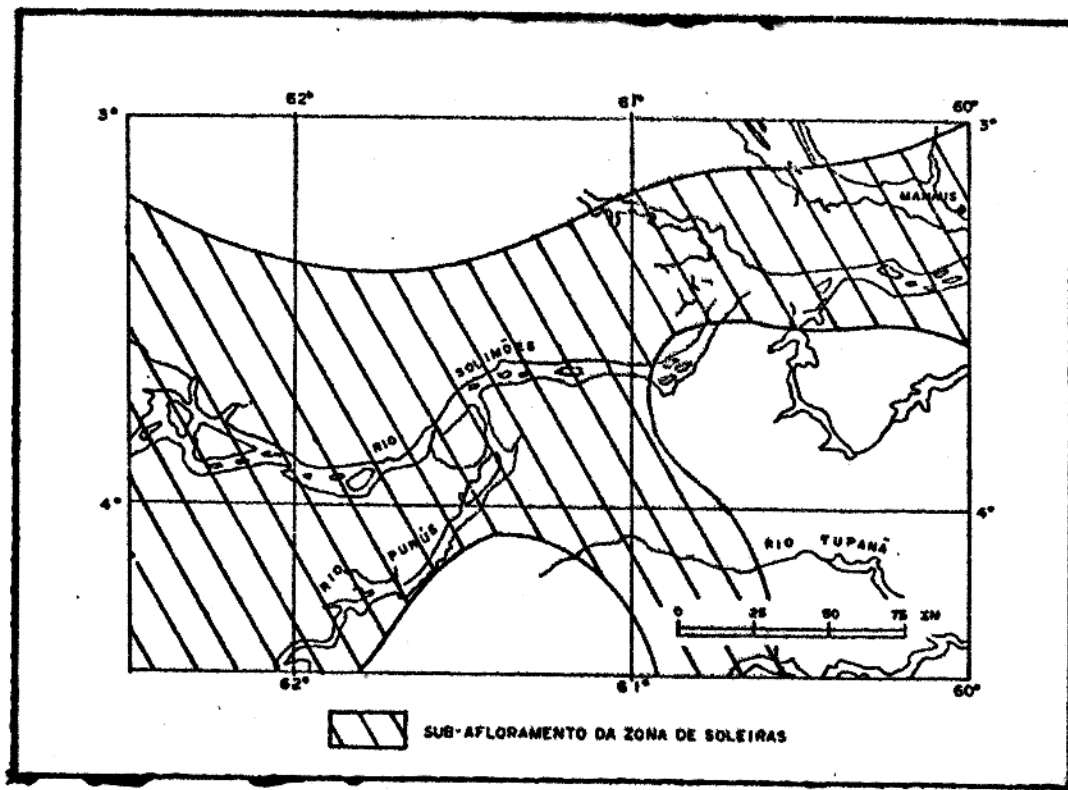 62° 61° 60°
3° 3°
MANAUS
RIO SOLIMÕES
4° 4°
RIO PURÚS
RIO TUPANÃ
0 25 50 75 KM
62° 61° 60°
SUB-AFLORAMENTO DA ZONA DE SOLEIRAS